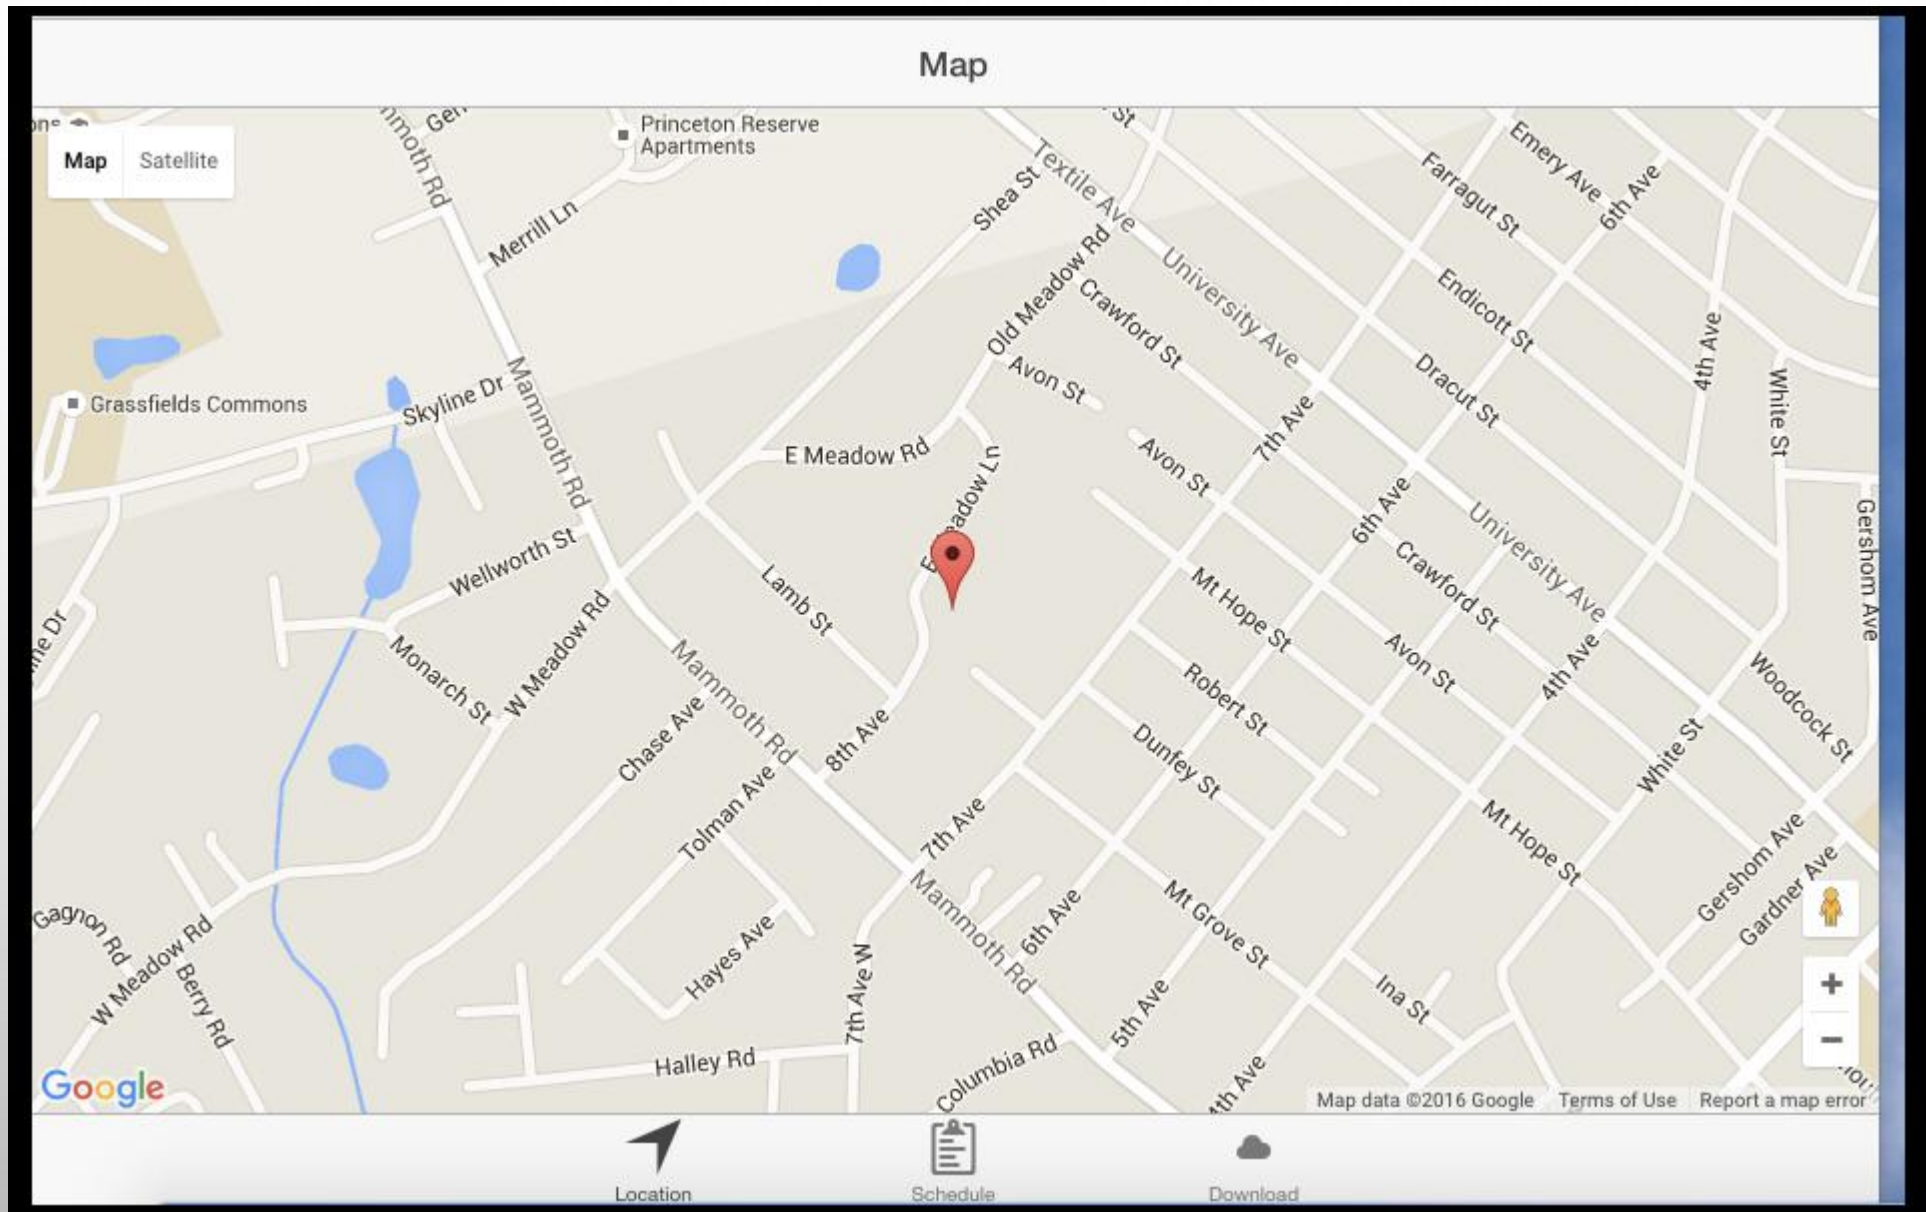 Map
Map
Satellite
Princeton Reserve
Apartments
Merrill Ln
Shea St
Textile Ave
Emery Ave
Farragut St
6th Ave
Old Meadow Rd
University Ave
Crawford St
Endicott St
4th Ave
Dracut St
White St
Avon St
Grassfields Commons
Skyline Dr
Mammoth Rd
E Meadow Rd
7th Ave
Avon St
6th Ave
University Ave
Gershom Ave
Wellworth St
Lamb St
Crawford St
Mt Hope St
Avon St
4th Ave
Monarch St
W Meadow Rd
Mammoth Rd
Robert St
Woodcock St
Chase Ave
8th Ave
Dunfey St
White St
Tolman Ave
7th Ave
Mt Hope St
Gershom Ave
Gardner Ave
Mammoth Rd
6th Ave
Mt Grove St
Gagnon Rd
W Meadow Rd
Berry Rd
Hayes Ave
7th Ave W
5th Ave
Ina St
Halley Rd
Columbia Rd
4th Ave
Google
Map data ©2016 Google
Terms of Use
Report a map error
Location
Schedule
Download